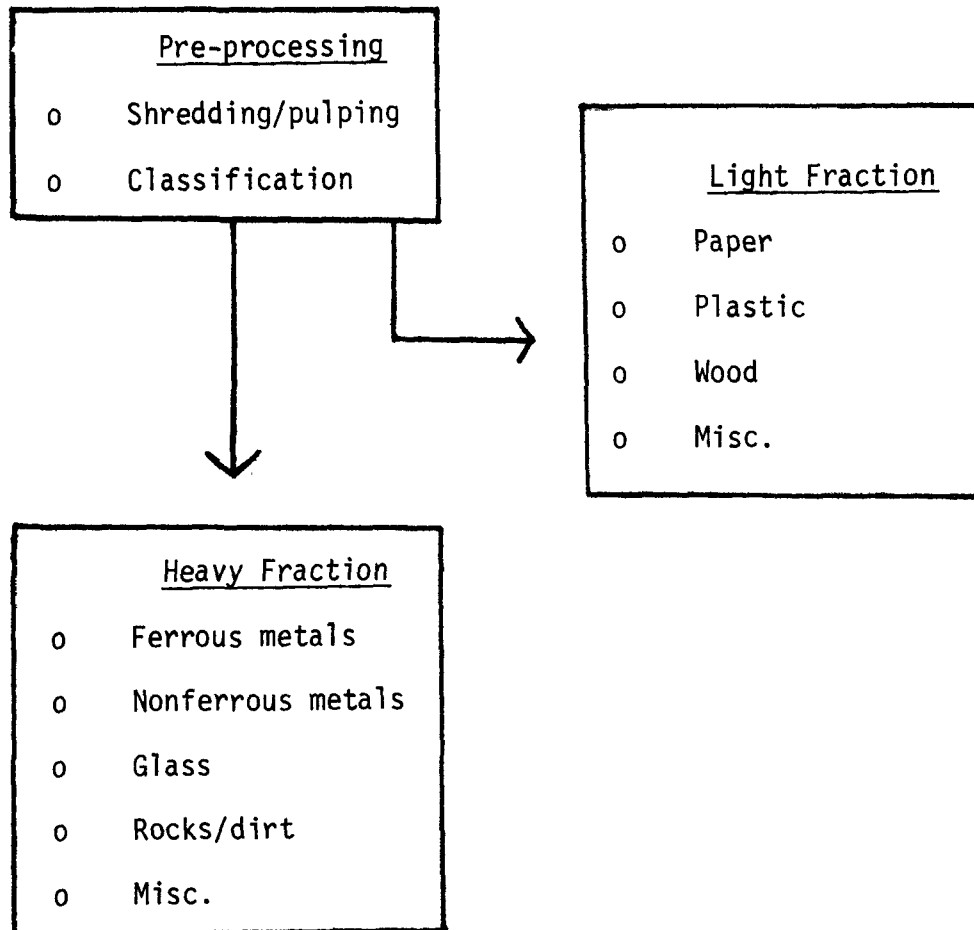 Pre-processing
o Shredding/pulping
o Classification
Light Fraction
o Paper
o Plastic
o Wood
o Misc.
Heavy Fraction
o Ferrous metals
o Nonferrous metals
o Glass
o Rocks/dirt
o Misc.